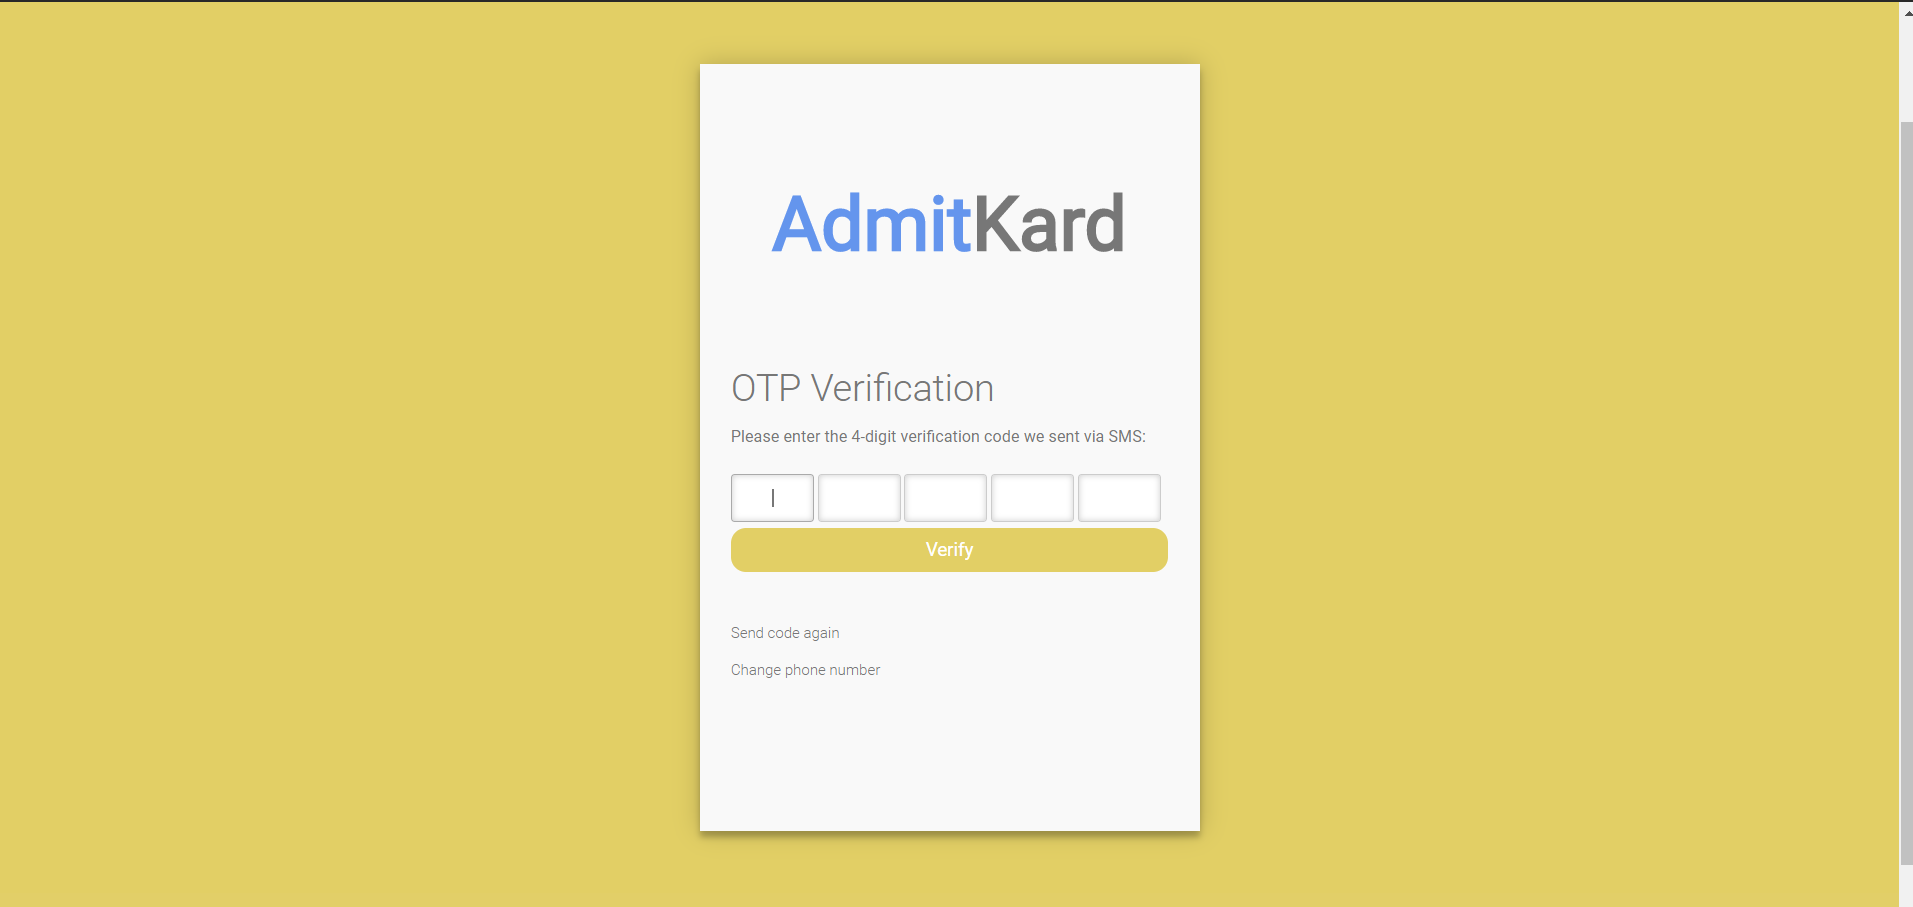 AdmitKard
OTP Verification
Please enter the 4-digit verification code we sent via SMS:
Verify
Send code again
Change phone number